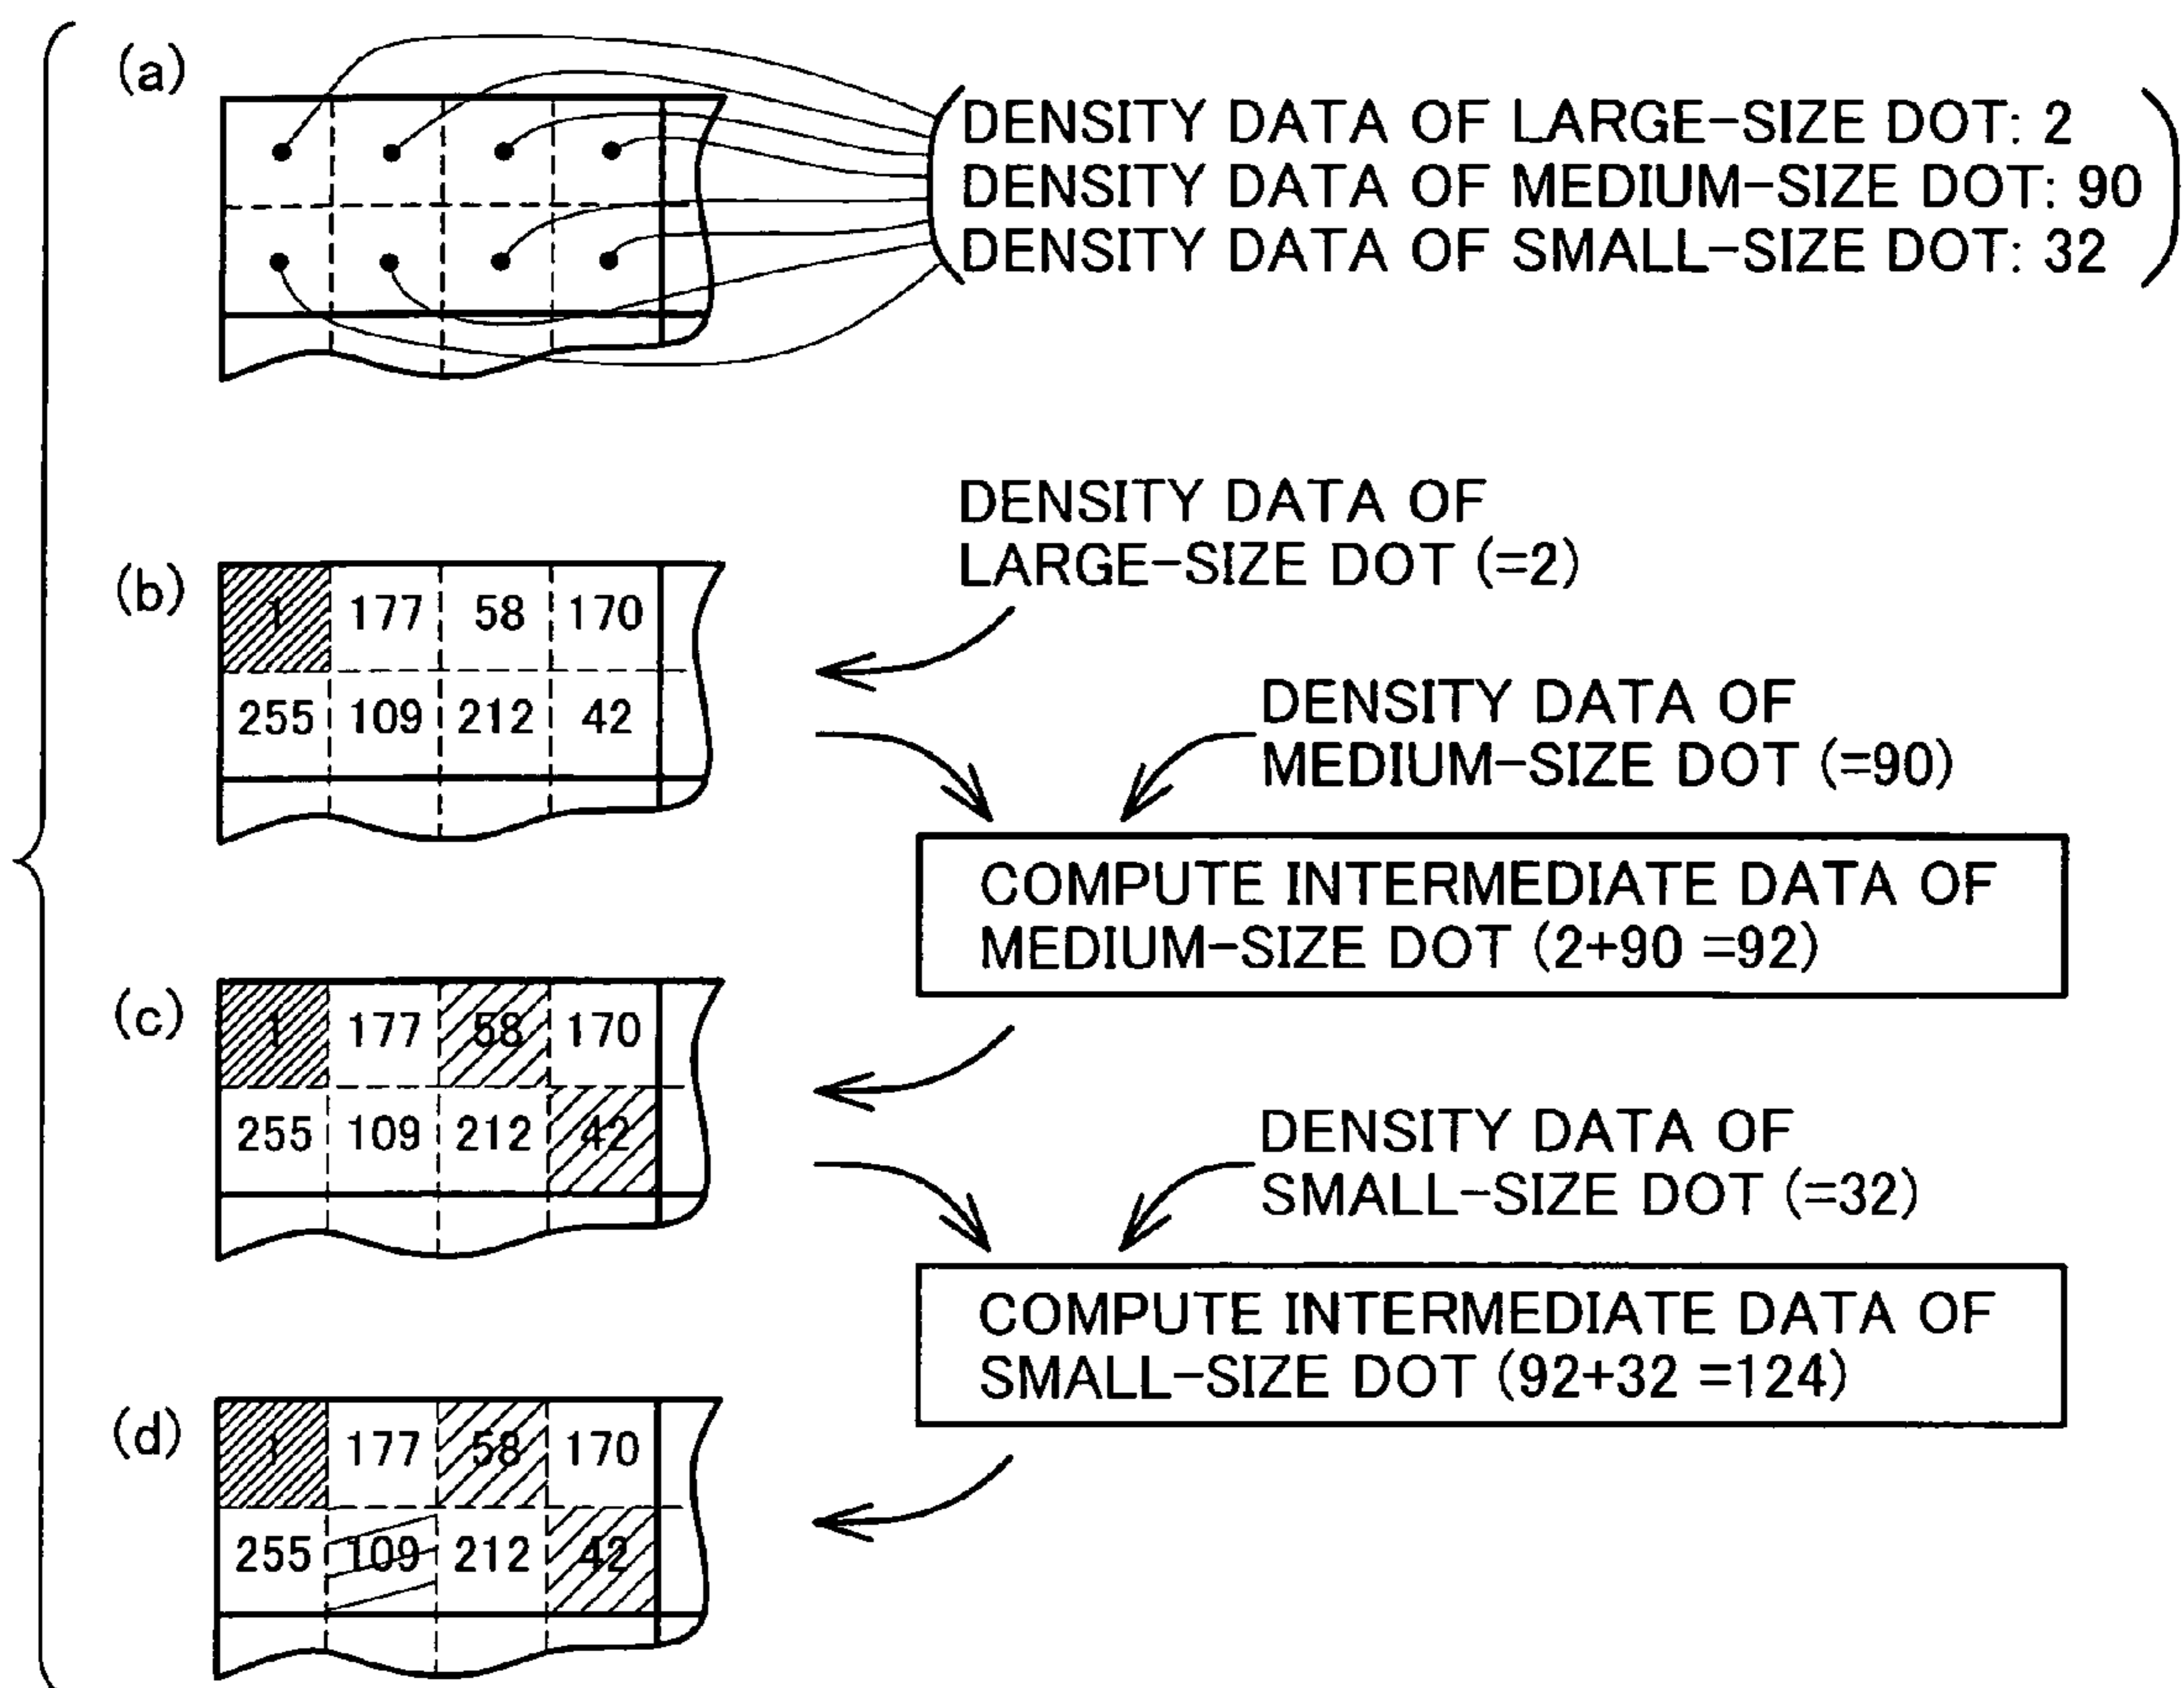 (a)
DENSITY DATA OF LARGE-SIZE DOT: 2
DENSITY DATA OF MEDIUM-SIZE DOT: 90
DENSITY DATA OF SMALL-SIZE DOT: 32
DENSITY DATA OF
LARGE-SIZE DOT (=2)
(b)
1 177 58 170
255 109 212 42
DENSITY DATA OF
MEDIUM-SIZE DOT (=90)
COMPUTE INTERMEDIATE DATA OF
MEDIUM-SIZE DOT (2+90 =92)
(c)
1 177 58 170
255 109 212 42
DENSITY DATA OF
SMALL-SIZE DOT (=32)
COMPUTE INTERMEDIATE DATA OF
SMALL-SIZE DOT (92+32 =124)
(d)
1 177 58 170
255 109 212 42